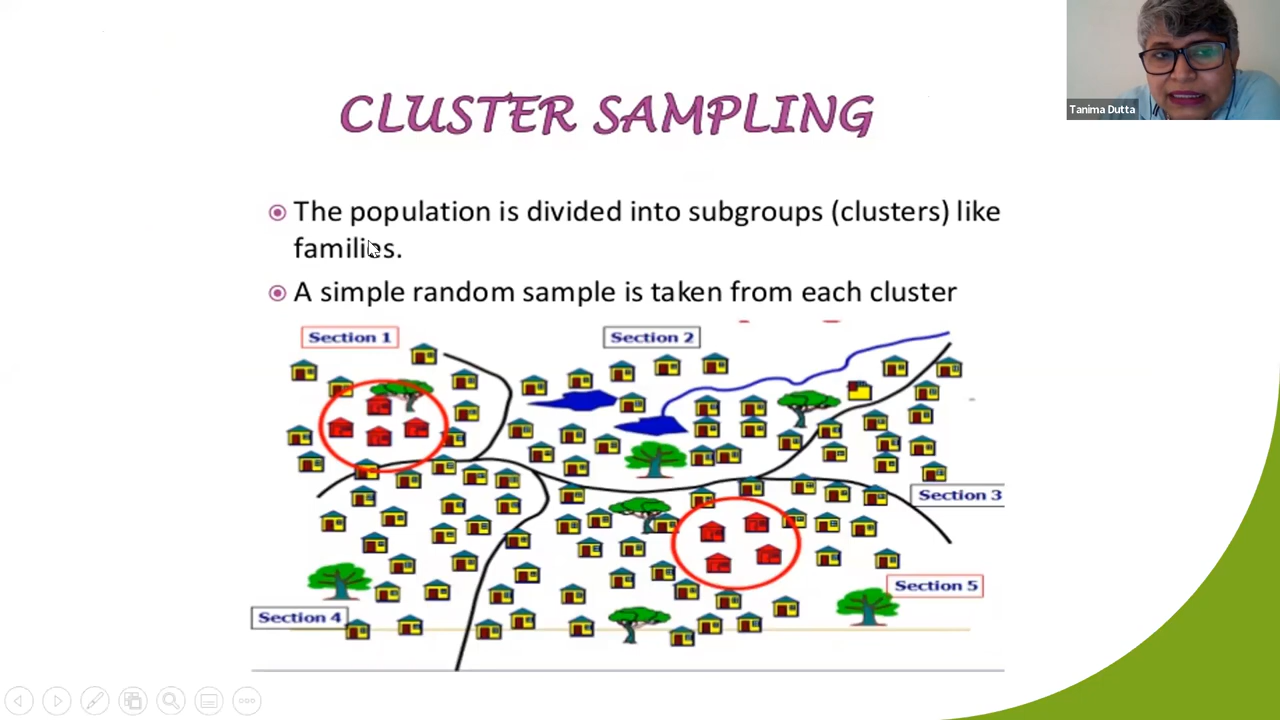 Tanima Dutta
CLUSTER SAMPLING
The population is divided into subgroups (clusters) like
families.
A simple random sample is taken from each cluster
Section 1
Section 2
Section 3
Section 5
Section 4